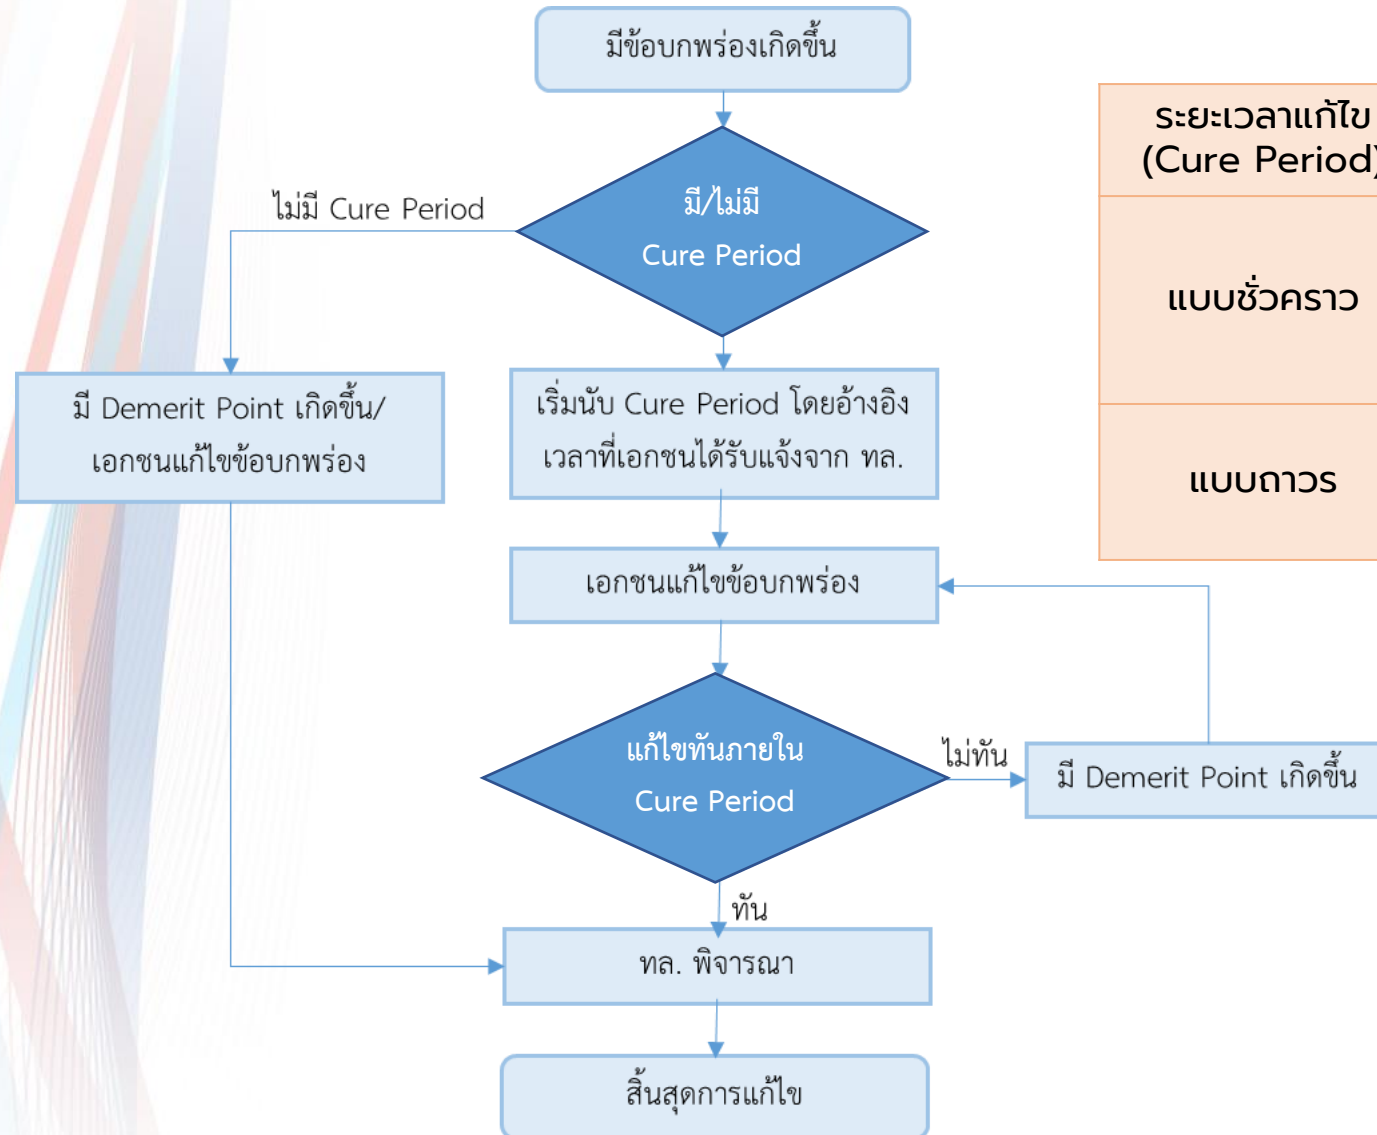 มีข้อบกพร่องเกิดขึ้น
มี/ไม่มี
Cure Period
ไม่มี Cure Period
มี Demerit Point เกิดขึ้น/
เอกชนแก้ไขข้อบกพร่อง
เริ่มนับ Cure Period โดยอ้างอิง
เวลาที่เอกชนได้รับแจ้งจาก ทล.
เอกชนแก้ไขข้อบกพร่อง
แก้ไขทันภายใน
Cure Period
ไม่ทัน
มี Demerit Point เกิดขึ้น
ทัน
ทล. พิจารณา
สิ้นสุดการแก้ไข
ระยะเวลาแก้ไข
(Cure Period)
แบบชั่วคราว
แบบถาวร